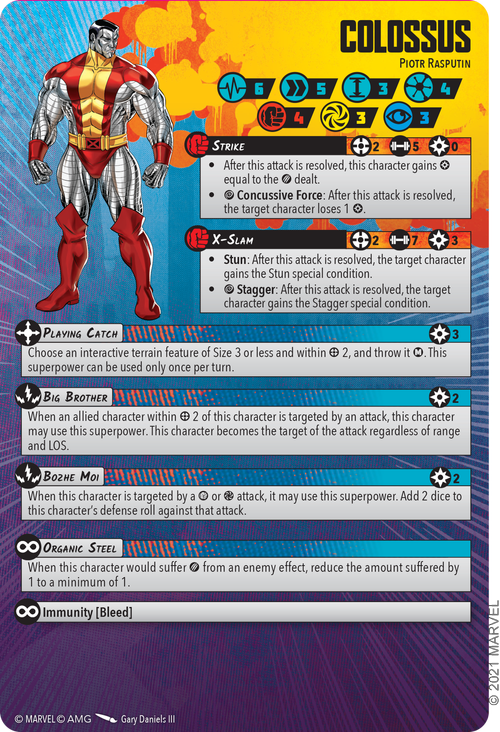 COLOSSUS
PIOTR RASPUTIN
6 5 3 4
4 3 3
STRIKE 2 5 0
• After this attack is resolved, this character gains
equal to the dealt.
• Concussive Force: After this attack is resolved,
the target character loses 1 .
X-SLAM 2 7 3
• Stun: After this attack is resolved, the target character
gains the Stun special condition.
• Stagger: After this attack is resolved, the target
character gains the Stagger special condition.
PLAYING CATCH 3
Choose an interactive terrain feature of Size 3 or less and within 2, and throw it M. This
superpower can be used only once per turn.
BIG BROTHER 2
When an allied character within 2 of this character is targeted by an attack, this character
may use this superpower. This character becomes the target of the attack regardless of range
and LOS.
BOZHE MOI 2
When this character is targeted by a or attack, it may use this superpower. Add 2 dice to
this character's defense roll against that attack.
ORGANIC STEEL
When this character would suffer from an enemy effect, reduce the amount suffered by
1 to a minimum of 1.
Immunity [Bleed]
© MARVEL © AMG Gary Daniels III
© 2021 MARVEL